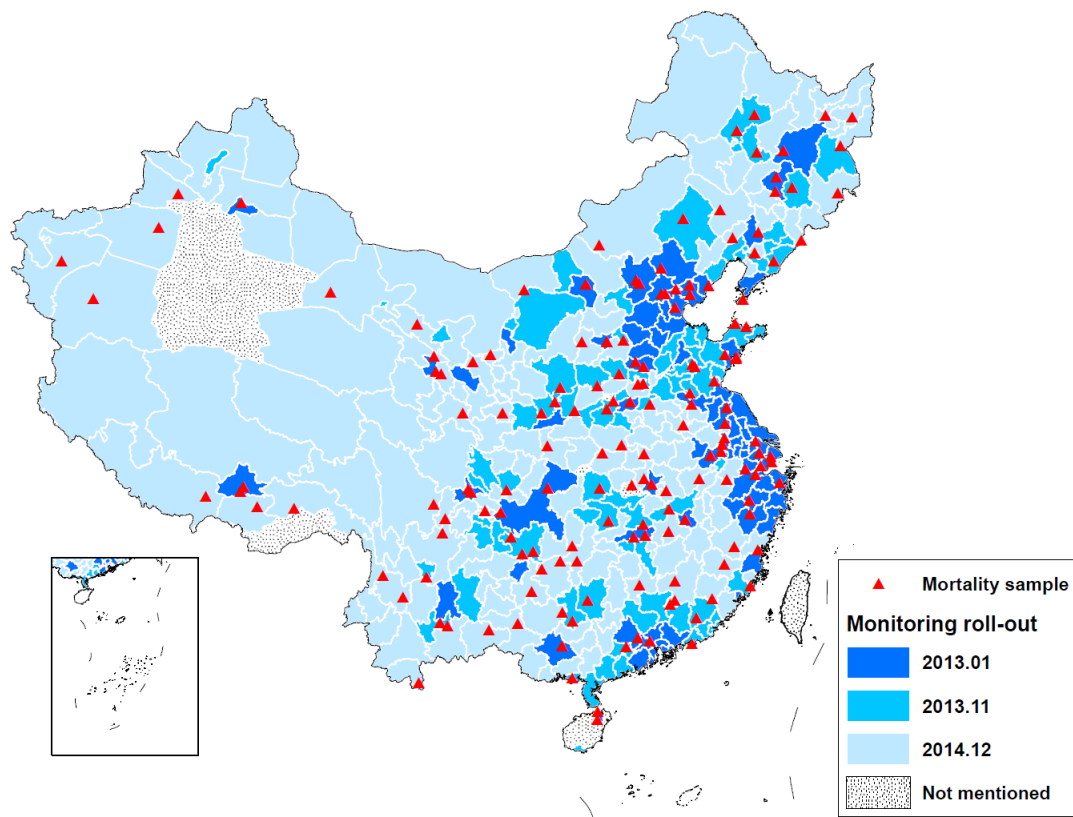 Mortality sample
Monitoring roll-out
2013.01
2013.11
2014.12
Not mentioned